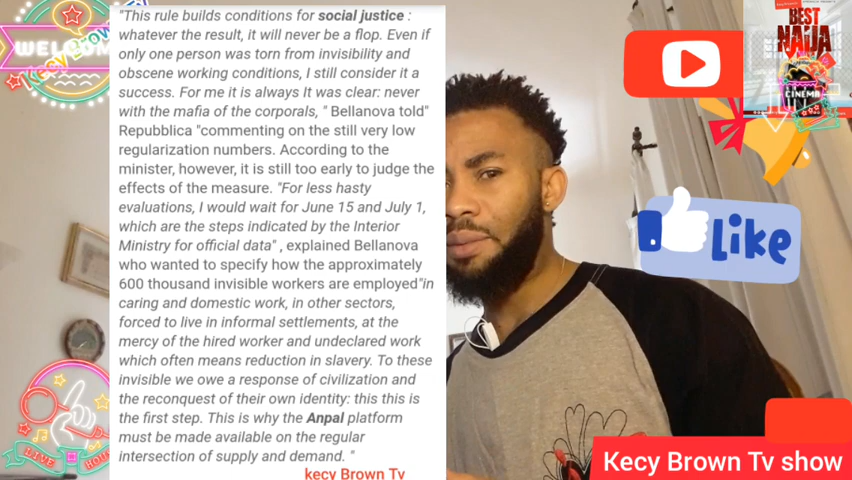 WELCOM
Kecy Brown
"This rule builds conditions for social justice :
whatever the result, it will never be a flop. Even if
only one person was torn from invisibility and
obscene working conditions, I still consider it a
success. For me it is always It was clear: never
with the mafia of the corporals, " Bellanova told"
Repubblica "commenting on the still very low
regularization numbers. According to the
minister, however, it is still too early to judge the
effects of the measure. "For less hasty
evaluations, I would wait for June 15 and July 1,
which are the steps indicated by the Interior
Ministry for official data" , explained Bellanova
who wanted to specify how the approximately
600 thousand invisible workers are employed"in
caring and domestic work, in other sectors,
forced to live in informal settlements, at the
mercy of the hired worker and undeclared work
which often means reduction in slavery. To these
invisible we owe a response of civilization and
the reconquest of their own identity: this this is
the first step. This is why the Anpal platform
must be made available on the regular
intersection of supply and demand. "
kecy Brown Tv
BEST
NAIJA
CINEMA
Like
LIVE
Kecy Brown Tv show